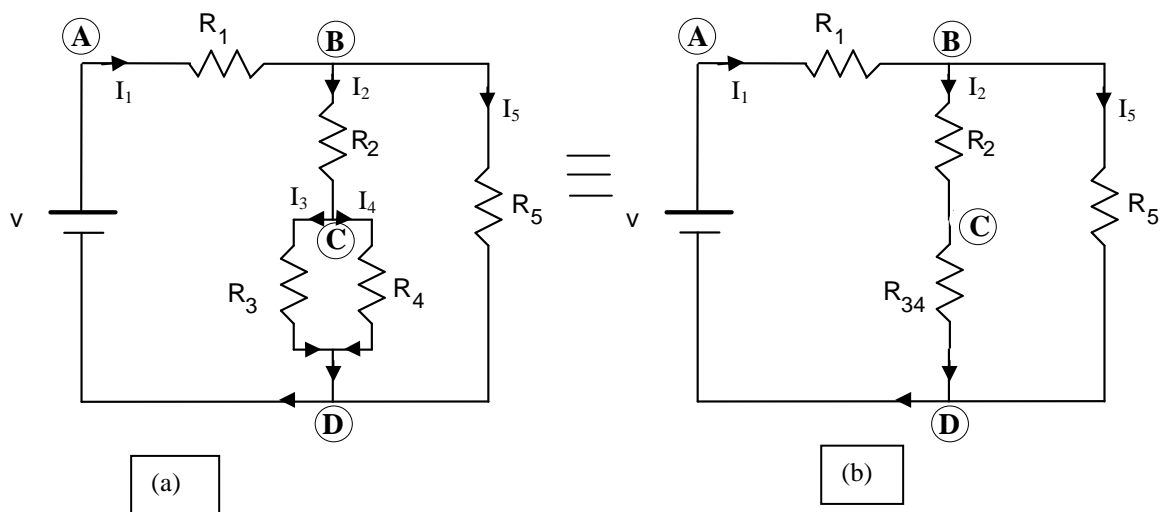 A R₁ B A R₁ B
I₁ I₂ I₅ I₁ I₂ I₅
R₂ R₂
I₃ I₄
v C R₅ v C R₅
R₃ R₄ R₃₄
D D
(a) (b)